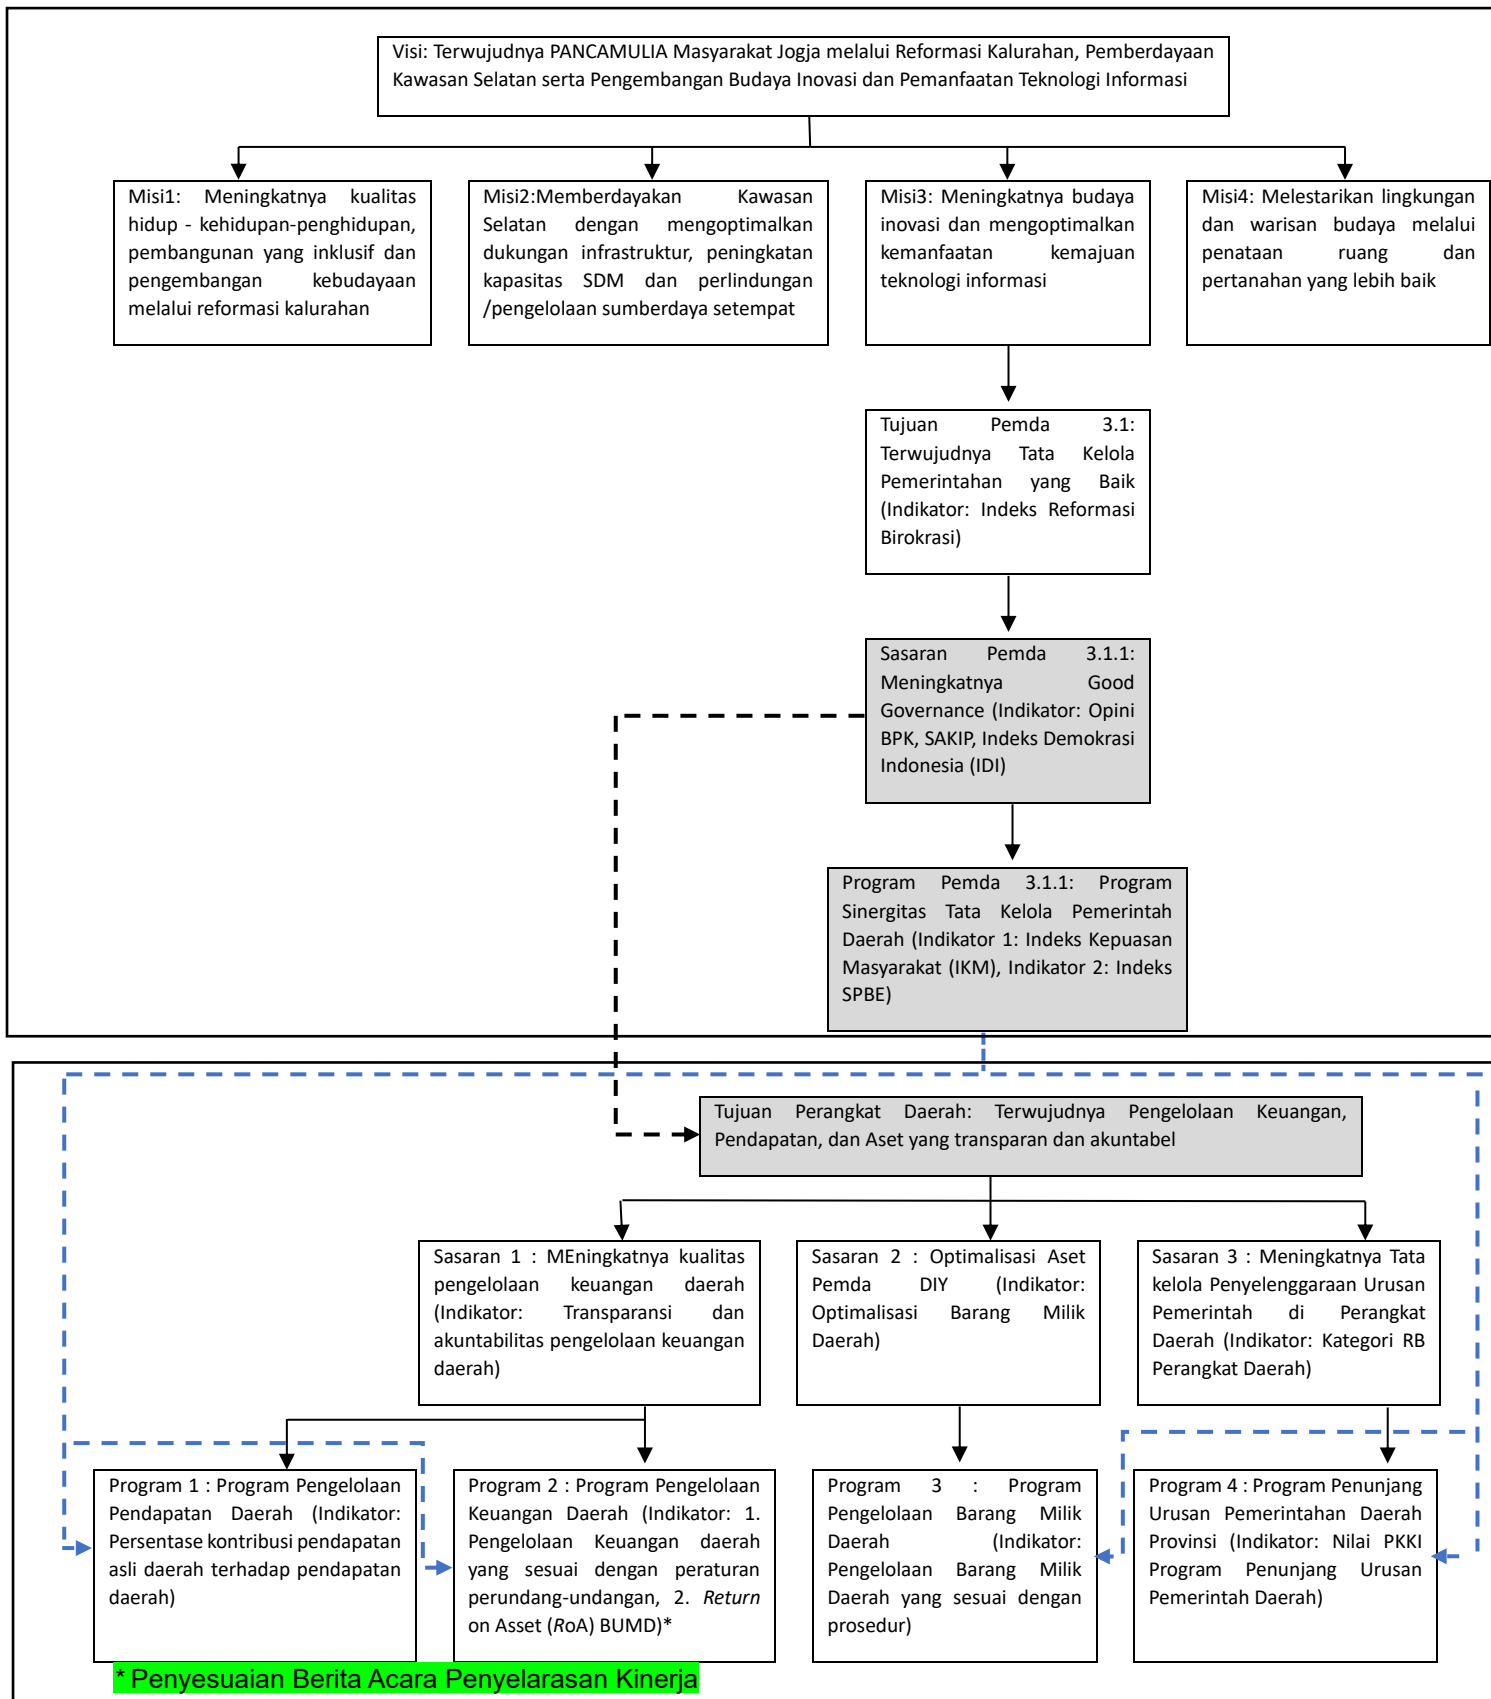 Visi: Terwujudnya PANCAMULIA Masyarakat Jogja melalui Reformasi Kalurahan, Pemberdayaan
Kawasan Selatan serta Pengembangan Budaya Inovasi dan Pemanfaatan Teknologi Informasi
Misi1: Meningkatnya kualitas
hidup - kehidupan-penghidupan,
pembangunan yang inklusif dan
pengembangan kebudayaan
melalui reformasi kalurahan
Misi2:Memberdayakan Kawasan
Selatan dengan mengoptimalkan
dukungan infrastruktur, peningkatan
kapasitas SDM dan perlindungan
/pengelolaan sumberdaya setempat
Misi3: Meningkatnya budaya
inovasi dan mengoptimalkan
kemanfaatan kemajuan
teknologi informasi
Misi4: Melestarikan lingkungan
dan warisan budaya melalui
penataan ruang dan
pertanahan yang lebih baik
Tujuan Pemda 3.1:
Terwujudnya Tata Kelola
Pemerintahan yang Baik
(Indikator: Indeks Reformasi
Birokrasi)
Sasaran Pemda 3.1.1:
Meningkatnya Good
Governance (Indikator: Opini
BPK, SAKIP, Indeks Demokrasi
Indonesia (IDI)
Program Pemda 3.1.1: Program
Sinergitas Tata Kelola Pemerintah
Daerah (Indikator 1: Indeks Kepuasan
Masyarakat (IKM), Indikator 2: Indeks
SPBE)
Tujuan Perangkat Daerah: Terwujudnya Pengelolaan Keuangan,
Pendapatan, dan Aset yang transparan dan akuntabel
Sasaran 1 : MEningkatnya kualitas
pengelolaan keuangan daerah
(Indikator: Transparansi dan
akuntabilitas pengelolaan keuangan
daerah)
Sasaran 2 : Optimalisasi Aset
Pemda DIY (Indikator:
Optimalisasi Barang Milik
Daerah)
Sasaran 3 : Meningkatnya Tata
kelola Penyelenggaraan Urusan
Pemerintah di Perangkat
Daerah (Indikator: Kategori RB
Perangkat Daerah)
Program 1 : Program Pengelolaan
Pendapatan Daerah (Indikator:
Persentase kontribusi pendapatan
asli daerah terhadap pendapatan
daerah)
Program 2 : Program Pengelolaan
Keuangan Daerah (Indikator: 1.
Pengelolaan Keuangan daerah
yang sesuai dengan peraturan
perundang-undangan, 2. Return
on Asset (RoA) BUMD)*
Program 3 : Program
Pengelolaan Barang Milik
Daerah (Indikator:
Pengelolaan Barang Milik
Daerah yang sesuai dengan
prosedur)
Program 4 : Program Penunjang
Urusan Pemerintahan Daerah
Provinsi (Indikator: Nilai PKKI
Program Penunjang Urusan
Pemerintah Daerah)
* Penyesuaian Berita Acara Penyelarasan Kinerja